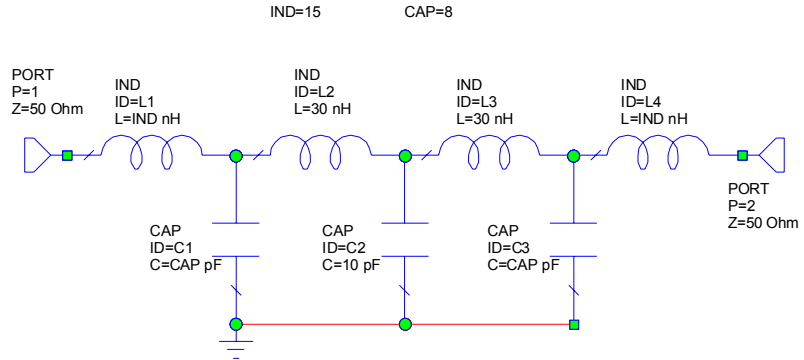 IND=15 CAP=8
PORT
P=1
Z=50 Ohm
IND
ID=L1
L=IND nH
IND
ID=L2
L=30 nH
IND
ID=L3
L=30 nH
IND
ID=L4
L=IND nH
PORT
P=2
Z=50 Ohm
CAP
ID=C1
C=CAP pF
CAP
ID=C2
C=10 pF
CAP
ID=C3
C=CAP pF